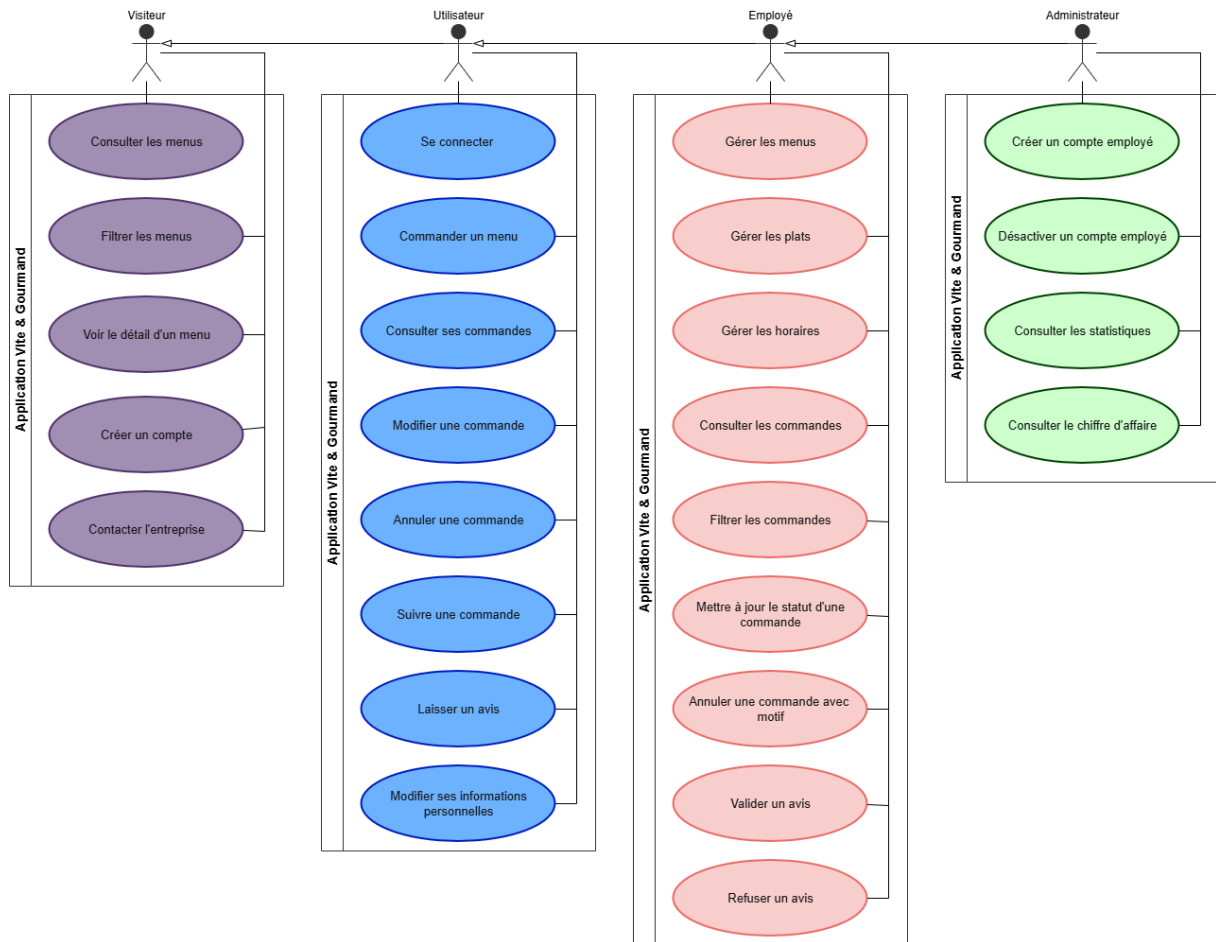 Visiteur
Utilisateur
Employé
Administrateur
Application Vite & Gourmand
Consulter les menus
Filtrer les menus
Voir le détail d'un menu
Créer un compte
Contacter l'entreprise
Application Vite & Gourmand
Se connecter
Commander un menu
Consulter ses commandes
Modifier une commande
Annuler une commande
Suivre une commande
Laisser un avis
Modifier ses informations
personnelles
Application Vite & Gourmand
Gérer les menus
Gérer les plats
Gérer les horaires
Consulter les commandes
Filtrer les commandes
Mettre à jour le statut d'une
commande
Annuler une commande avec
motif
Valider un avis
Refuser un avis
Application Vite & Gourmand
Créer un compte employé
Désactiver un compte employé
Consulter les statistiques
Consulter le chiffre d'affaire